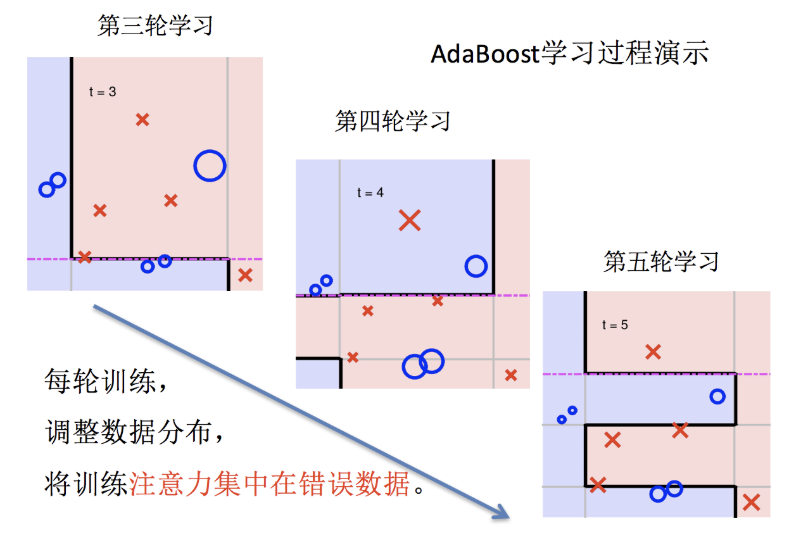 第三轮学习
AdaBoost学习过程演示
t = 3
第四轮学习
t = 4
第五轮学习
t = 5
每轮训练，
调整数据分布，
将训练注意力集中在错误数据。